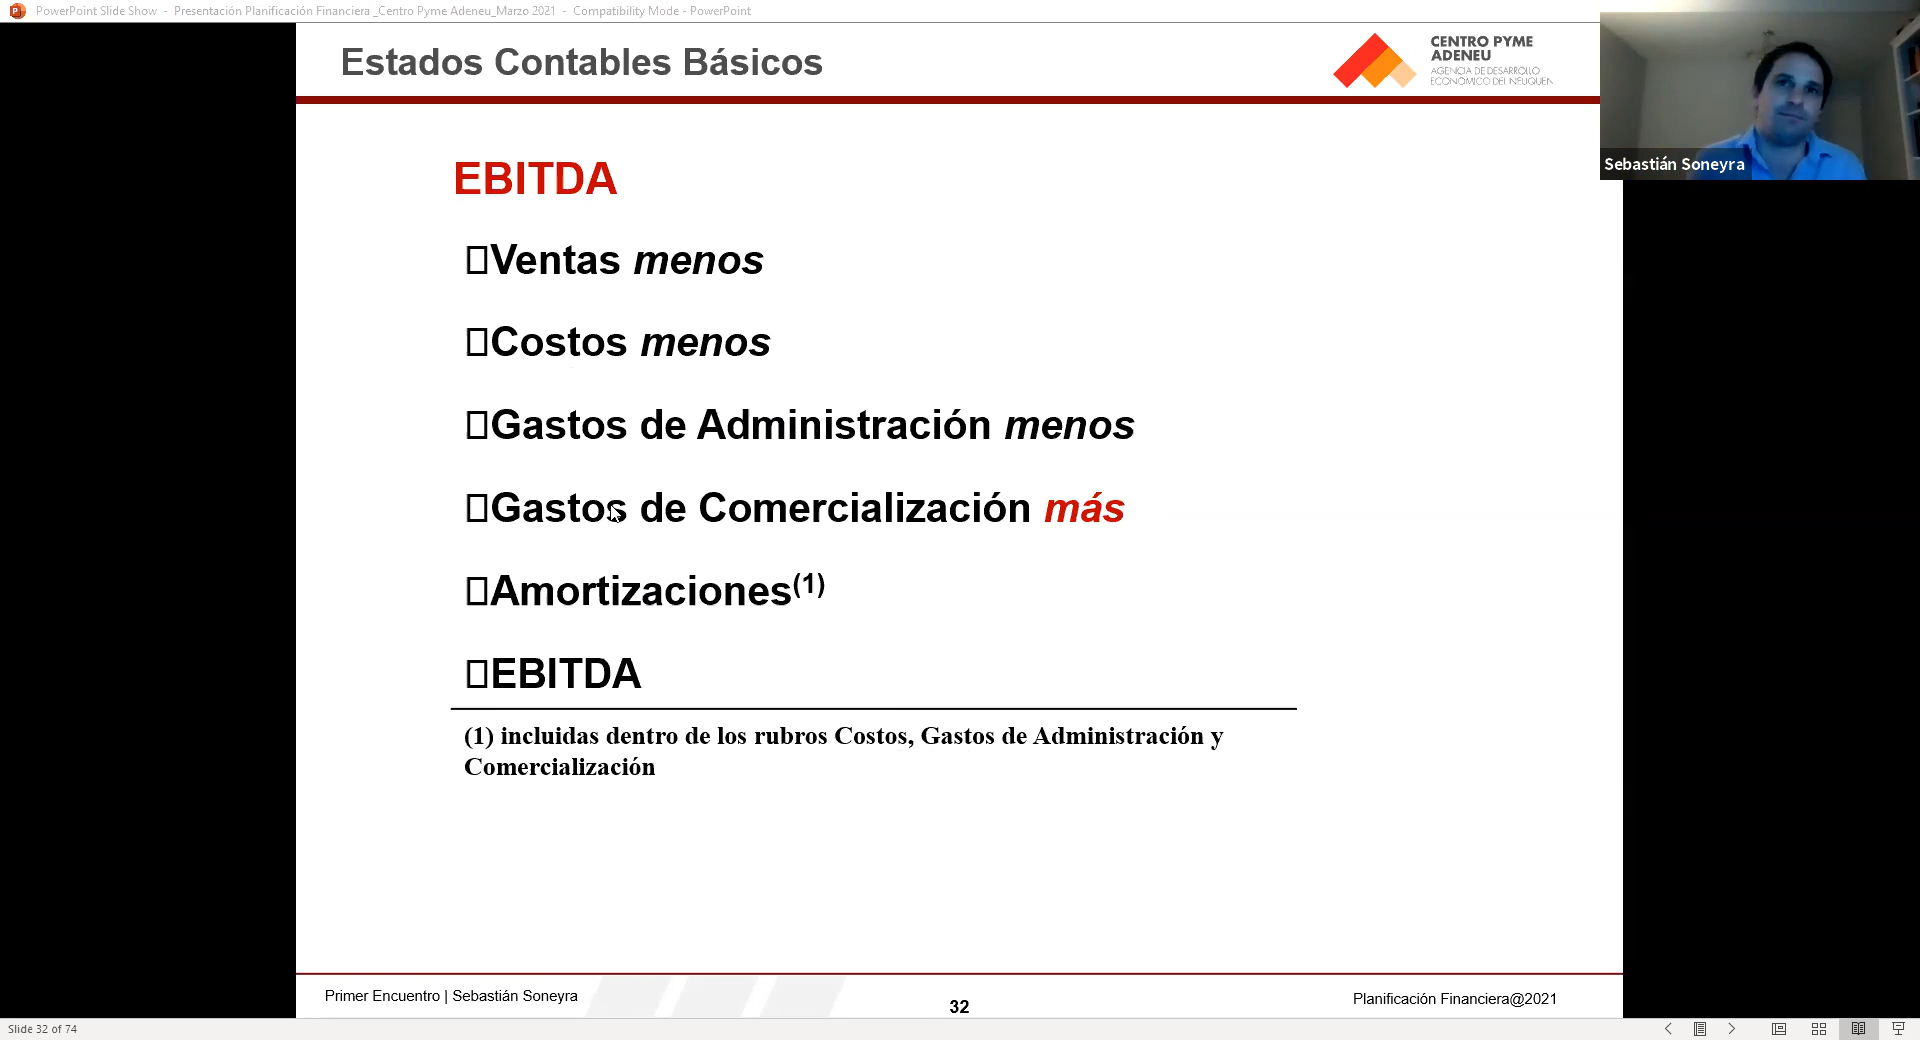 PowerPoint Slide Show - Presentación Planificación Financiera _Centro Pyme Adeneu_Marzo 2021 - Compatibility Mode - PowerPoint
Estados Contables Básicos
CENTRO PYME
ADENEU
AGENCIA DE DESARROLLO
ECONOMICO DEL NEUQUEN
Sebastián Soneyra
EBITDA
Ventas menos
Costos menos
Gastos de Administración menos
Gastos de Comercialización más
Amortizaciones(1)
EBITDA
(1) incluidas dentro de los rubros Costos, Gastos de Administración y
Comercialización
Primer Encuentro | Sebastián Soneyra
32
Planificación Financiera@2021
Slide 32 of 74